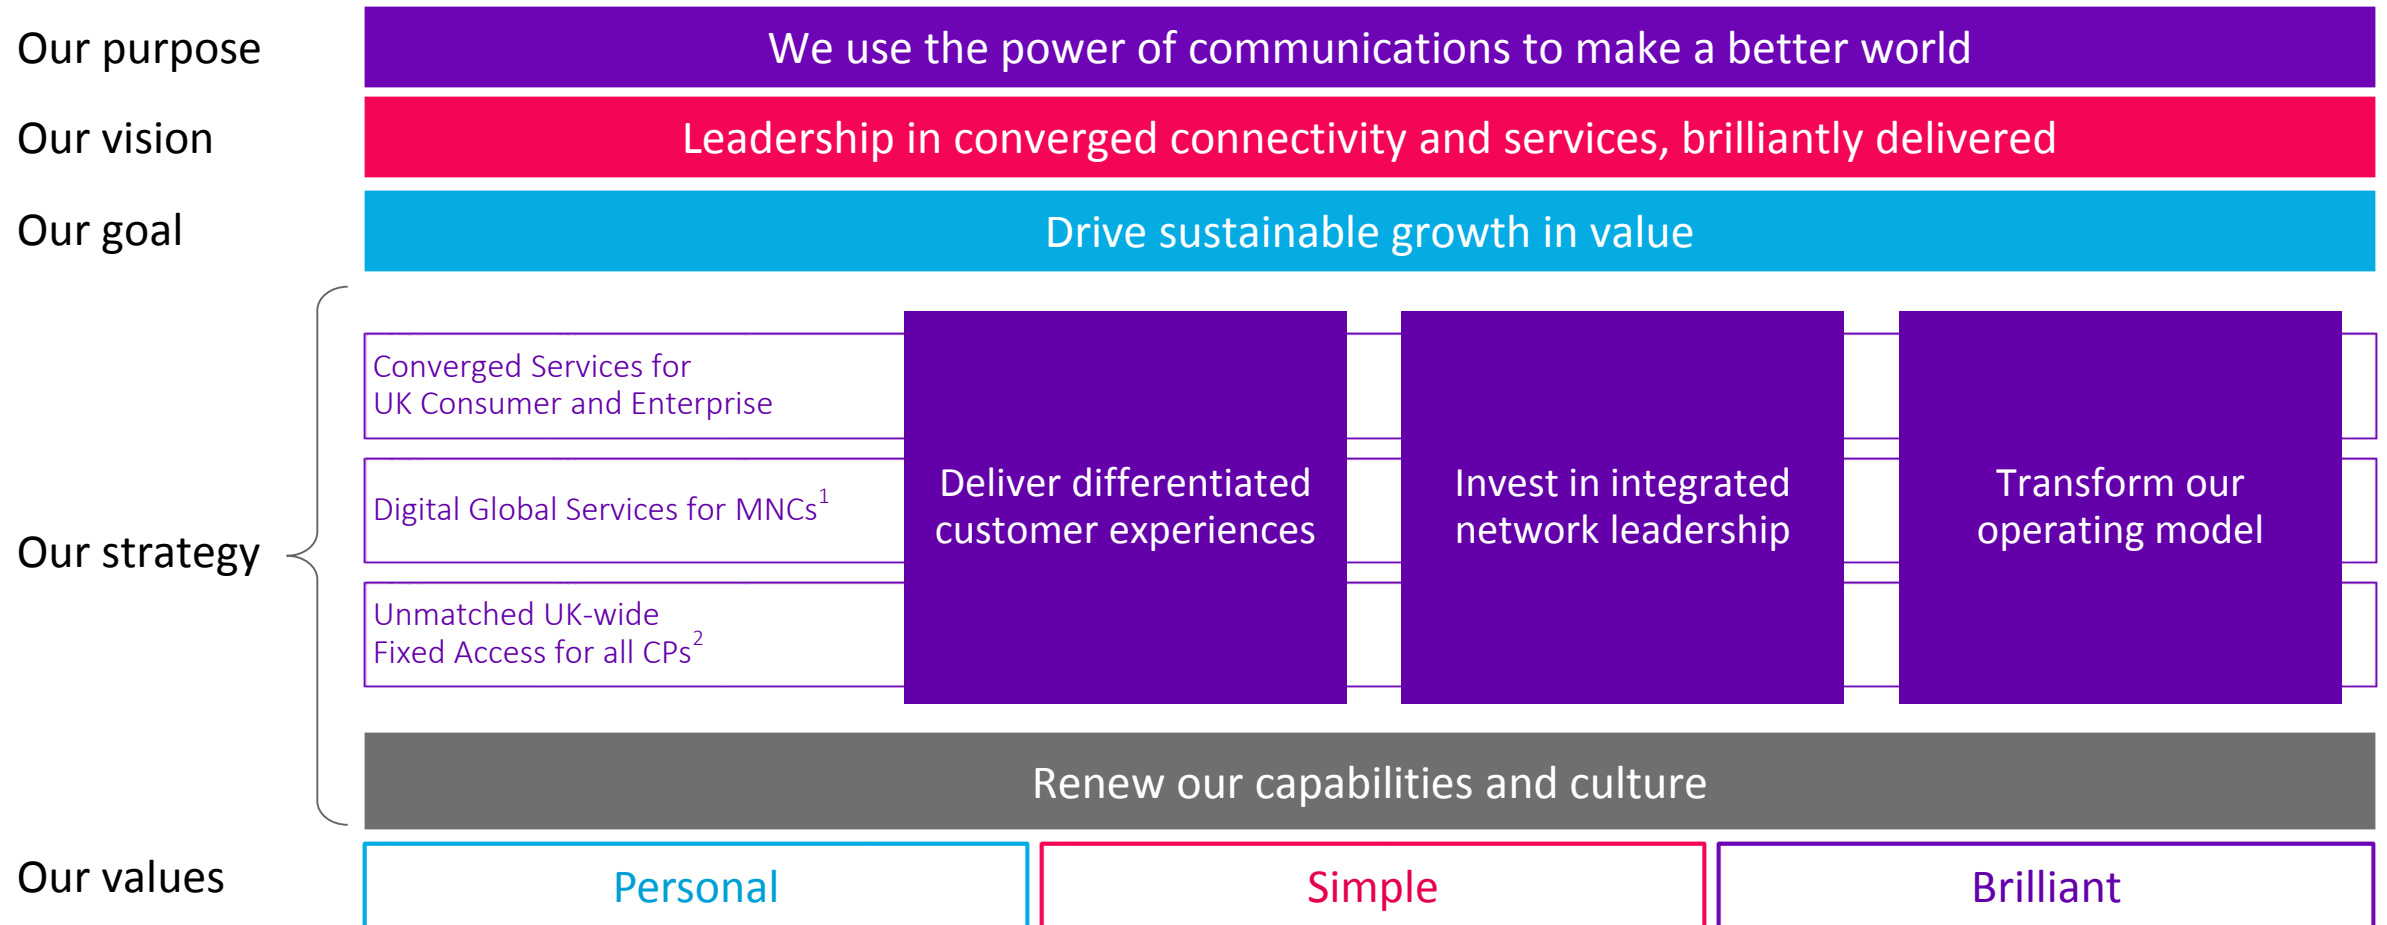 Our purpose
We use the power of communications to make a better world
Our vision
Leadership in converged connectivity and services, brilliantly delivered
Our goal
Drive sustainable growth in value
Our strategy
Converged Services for
UK Consumer and Enterprise
Digital Global Services for MNCs¹
Unmatched UK-wide
Fixed Access for all CPs²
Deliver differentiated
customer experiences
Invest in integrated
network leadership
Transform our
operating model
Renew our capabilities and culture
Our values
Personal
Simple
Brilliant